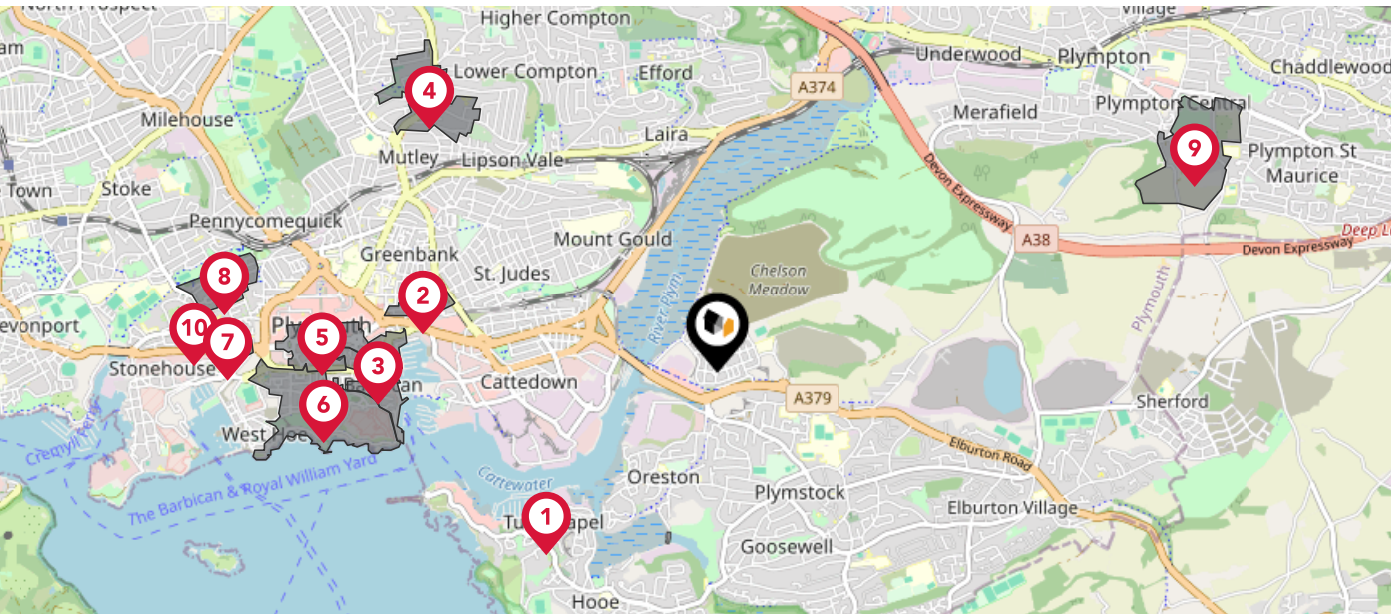 North Prospect
Higher Compton
Village
Underwood
Plympton
Lower Compton
Efford
Chaddlewood
A374
4
Plympton Central
Merafield
Milehouse
Laira
9
Plympton St
Maurice
Mutley
Lipson Vale
Town
Stoke
Devon Expressway
Pennycomequick
Mount Gould
A38
Devon Expressway
Greenbank
St. Judes
8
Chelson
Meadow
2
River Plym
Plymouth
10
7
5
3
Stonehouse
Cattedown
A379
Sherford
6
West Hoe
Cremyll Ferry
Elburton Road
The Barbican & Royal William Yard
Cattewater
Oreston
Plymstock
Elburton Village
1
Goosewell
Hooe